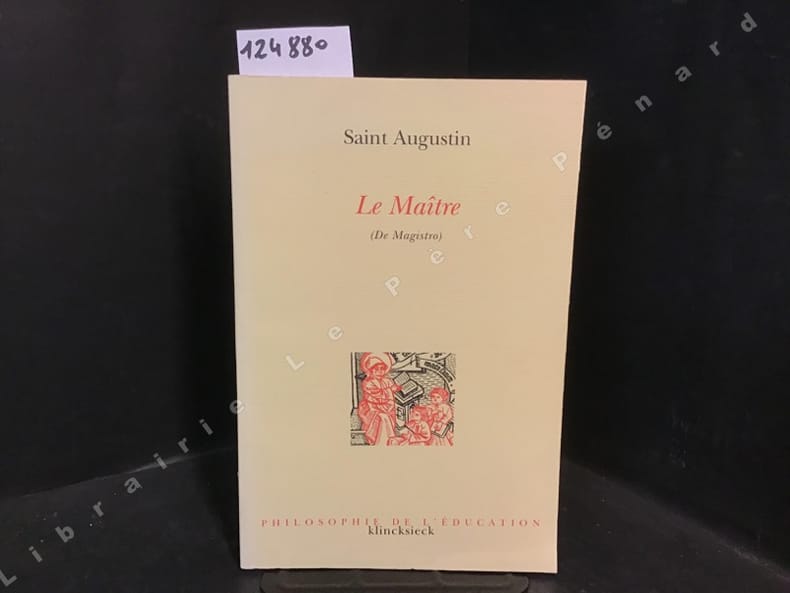 124880
Saint Augustin
Le Maître
(De Magistro)
PHILOSOPHIE DE L'ÉDUCATION
klincksieck
Librairie Le Père Pénard